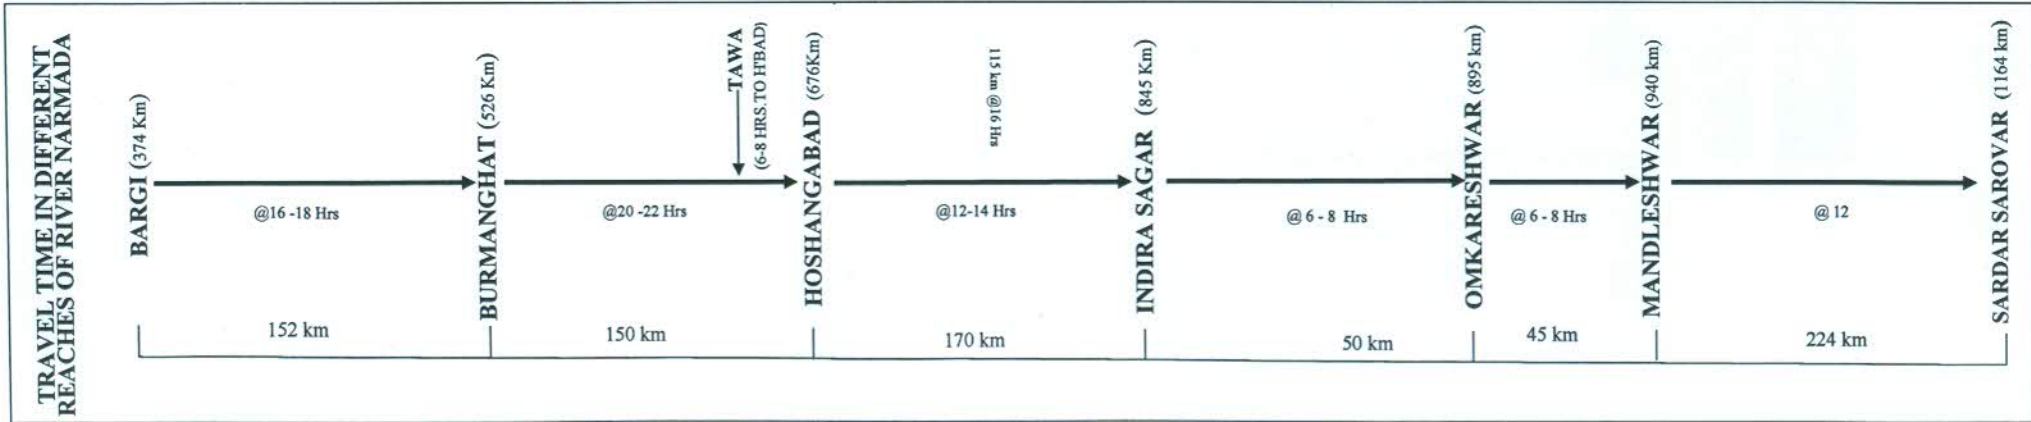 TRAVEL TIME IN DIFFERENT
REACHES OF RIVER NARMADA
BARGI (374 Km)
@16 -18 Hrs
152 km
BURMANGHAT (526 Km)
@20 -22 Hrs
150 km
TAWA
(6-8 HRS.TO H'BAD)
HOSHANGABAD (676Km)
115 km @16 Hrs
@12-14 Hrs
170 km
INDIRA SAGAR (845 Km)
@ 6 - 8 Hrs
50 km
OMKARESHWAR (895 km)
@ 6 - 8 Hrs
45 km
MANDLESHWAR (940 km)
@ 12
224 km
SARDAR SAROVAR (1164 km)